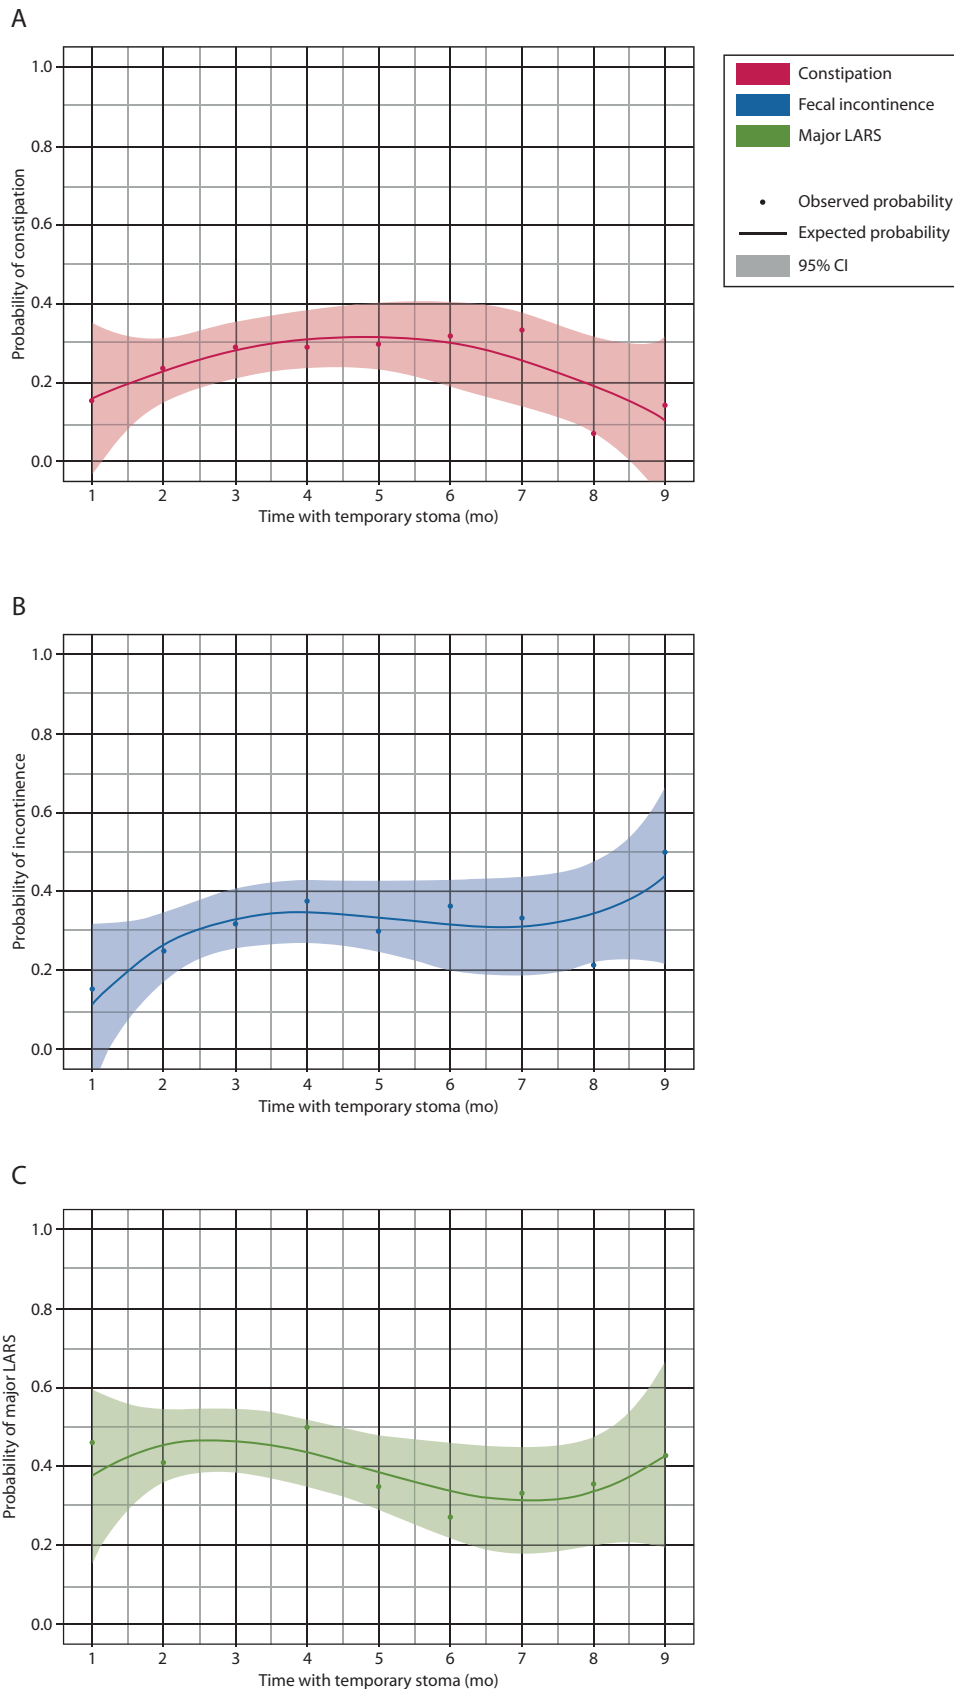 A
1.0
0.8
0.6
0.4
0.2
0.0
Probability of constipation
1 2 3 4 5 6 7 8 9
Time with temporary stoma (mo)
Constipation
Fecal incontinence
Major LARS
Observed probability
Expected probability
95% CI
B
1.0
0.8
0.6
0.4
0.2
0.0
Probability of incontinence
1 2 3 4 5 6 7 8 9
Time with temporary stoma (mo)
C
1.0
0.8
0.6
0.4
0.2
0.0
Probability of major LARS
1 2 3 4 5 6 7 8 9
Time with temporary stoma (mo)